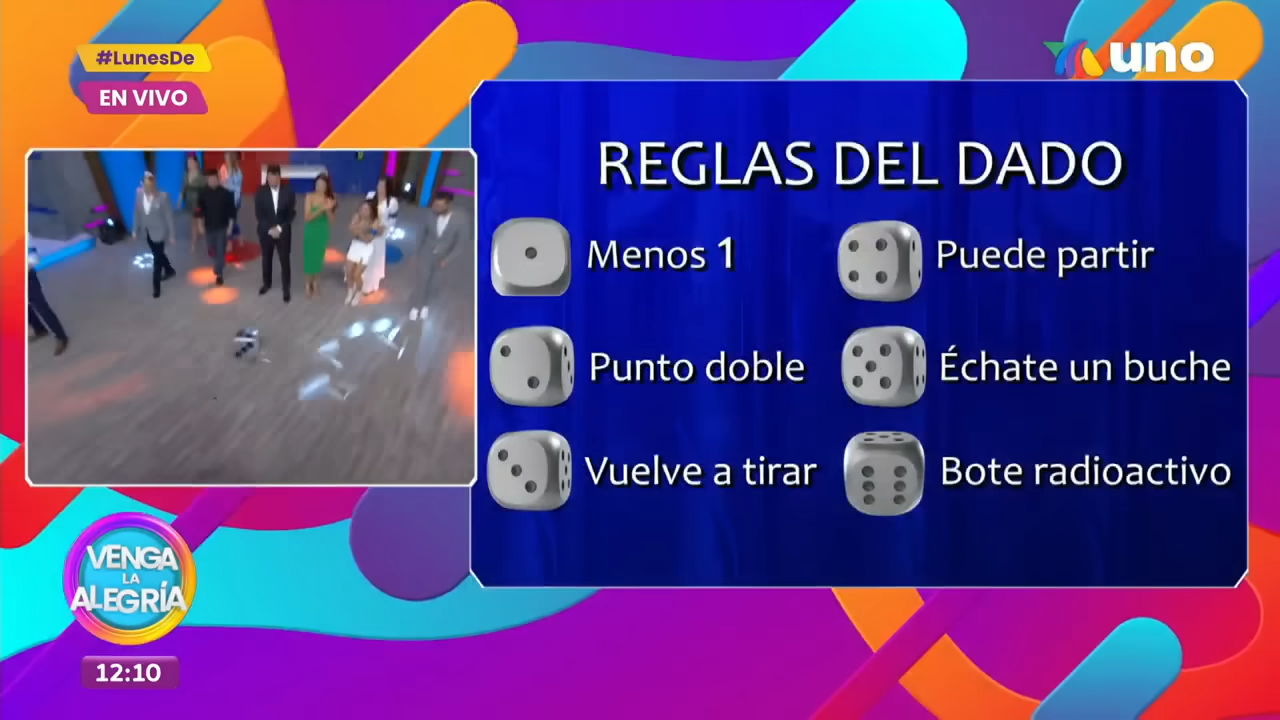 #LunesDe
EN VIVO
uno
REGLAS DEL DADO
Menos 1
Punto doble
Vuelve a tirar
Puede partir
Échate un buche
Bote radioactivo
VENGA
LA
ALEGRÍA
12:10